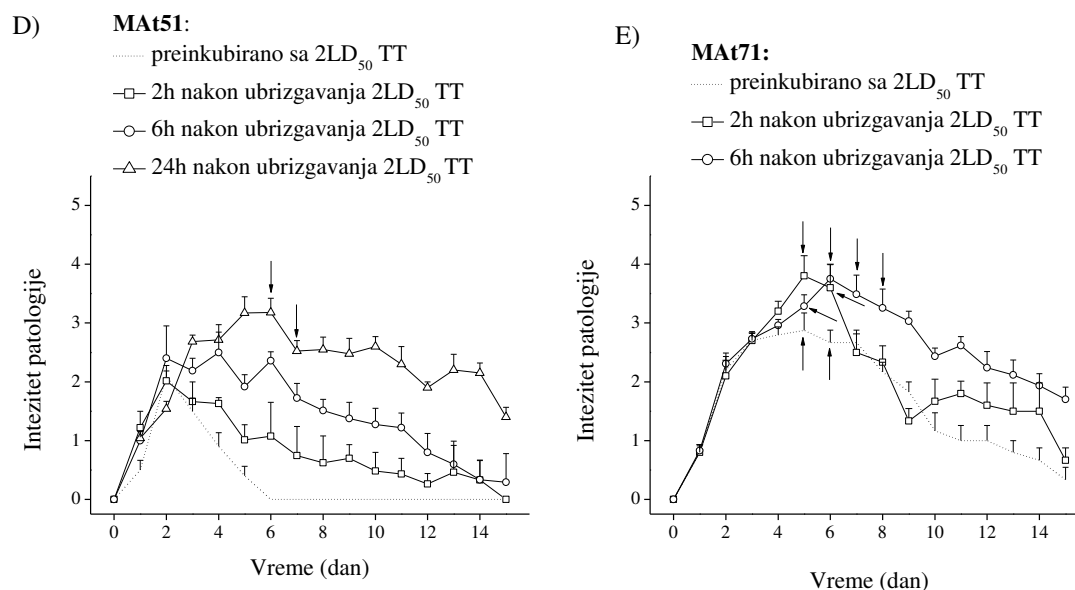 D)
MAt51:
preinkubirano sa 2LD50 TT
2h nakon ubrizgavanja 2LD50 TT
6h nakon ubrizgavanja 2LD50 TT
24h nakon ubrizgavanja 2LD50 TT
5
4
3
2
1
0
Intezitet patologije
0 2 4 6 8 10 12 14
Vreme (dan)
E)
MAt71:
preinkubirano sa 2LD50 TT
2h nakon ubrizgavanja 2LD50 TT
6h nakon ubrizgavanja 2LD50 TT
5
4
3
2
1
0
Intezitet patologije
0 2 4 6 8 10 12 14
Vreme (dan)